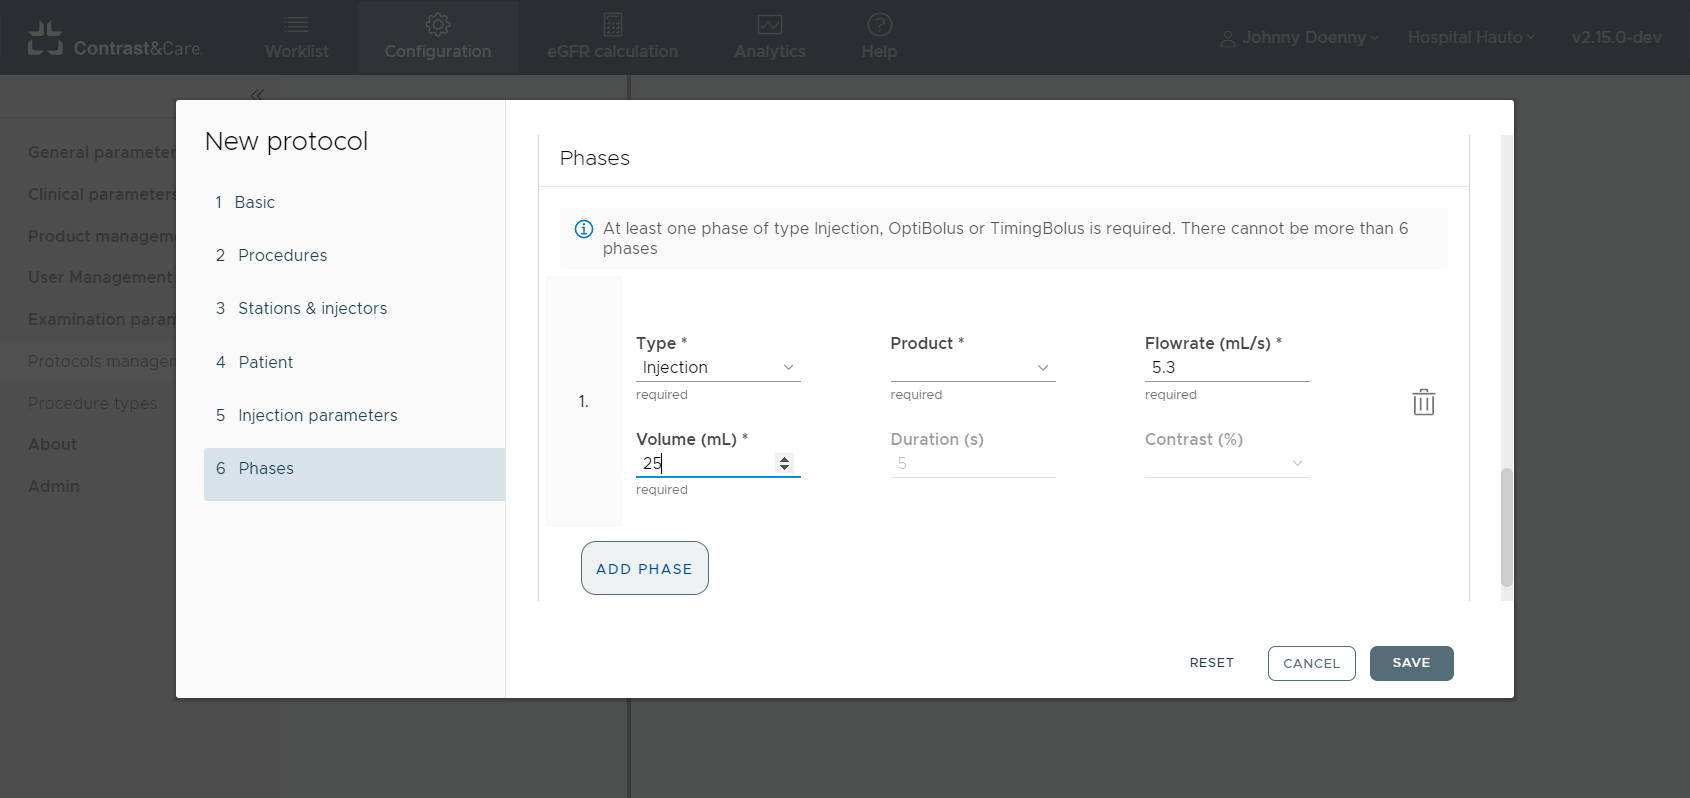 Contrast&Care
Worklist
Configuration
eGFR calculation
Analytics
Help
Johnny Doenny
Hospital Hauto
v2.15.0-dev
General parameter
Clinical parameters
Product managem
User Management
Examination param
Protocols managem
Procedure types
About
Admin
New protocol
1 Basic
2 Procedures
3 Stations & injectors
4 Patient
5 Injection parameters
6 Phases
Phases
At least one phase of type Injection, OptiBolus or TimingBolus is required. There cannot be more than 6
phases
1.
Type * Product * Flowrate (mL/s) *
Injection 5.3
required required required
Volume (mL) * Duration (s) Contrast (%)
25 5
required
ADD PHASE
RESET CANCEL SAVE